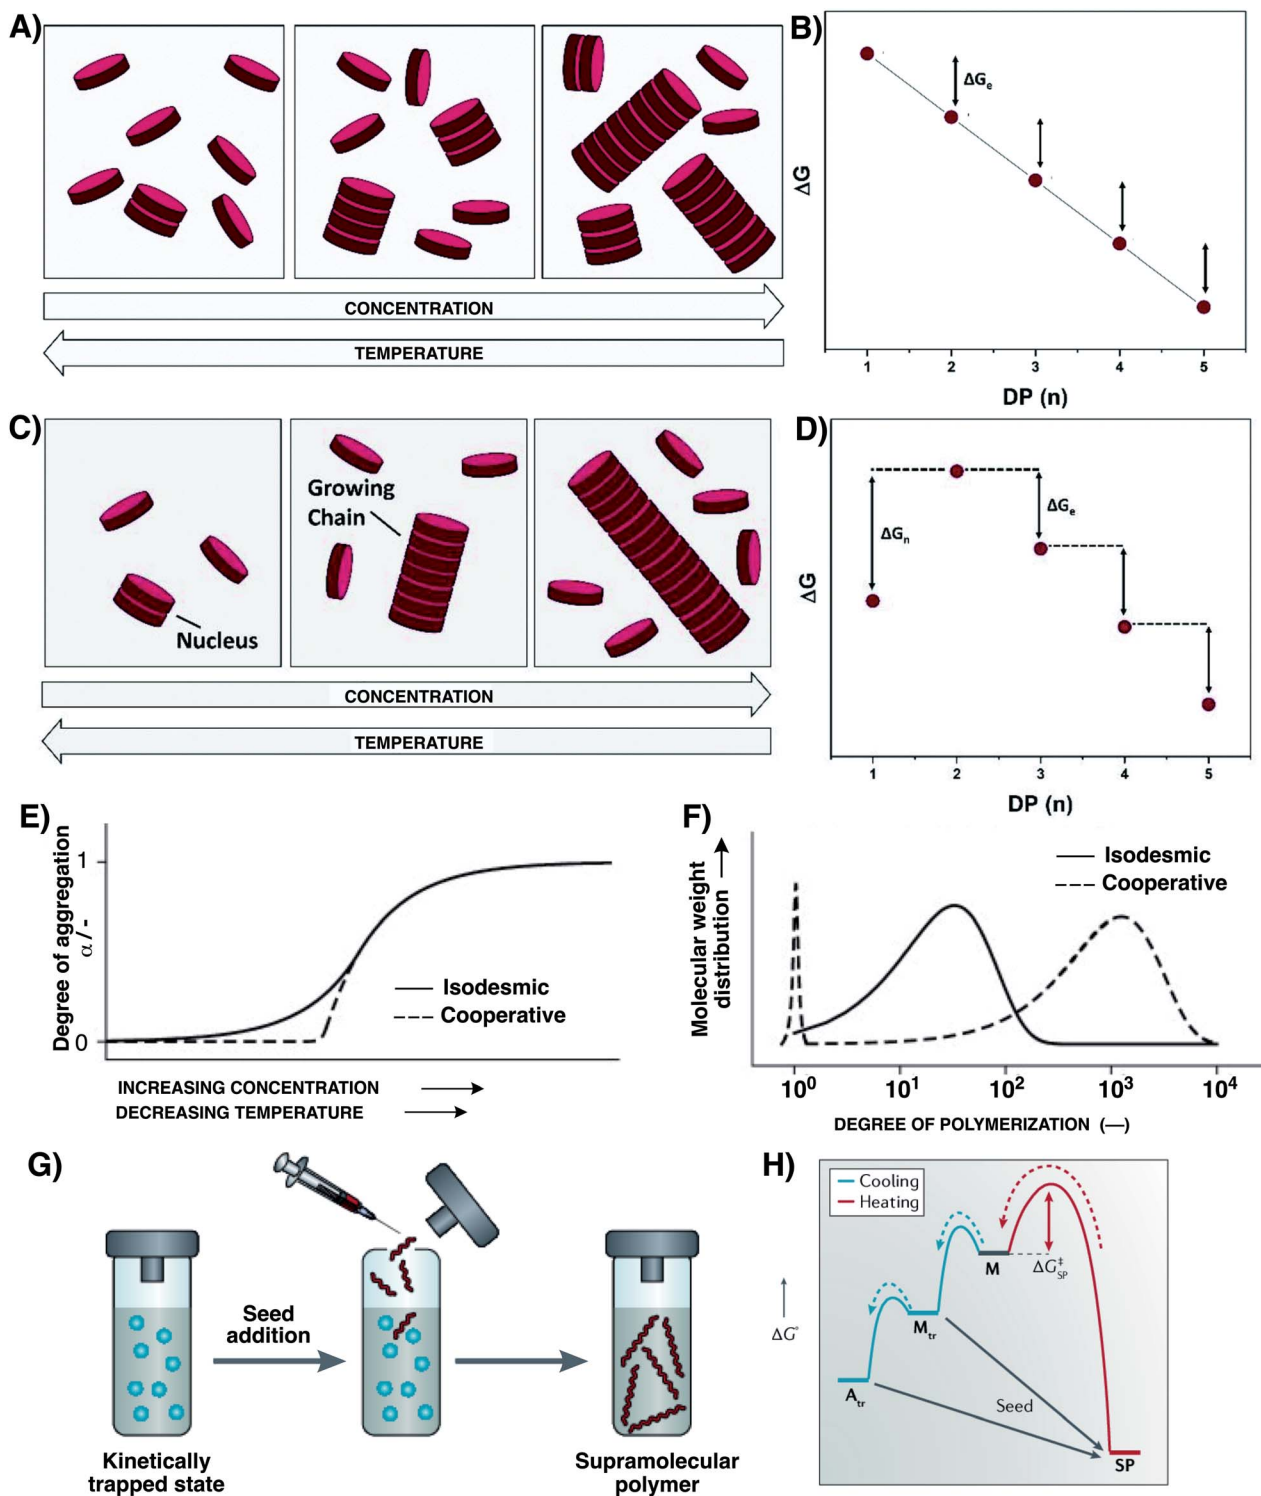 A)
CONCENTRATION
TEMPERATURE
B)
ΔG
ΔGe
1 2 3 4 5
DP (n)
C)
Nucleus
Growing
Chain
CONCENTRATION
TEMPERATURE
D)
ΔG
ΔGn
ΔGe
1 2 3 4 5
DP (n)
E)
Degree of aggregation
α / -
1
0
Isodesmic
Cooperative
INCREASING CONCENTRATION
DECREASING TEMPERATURE
F)
Molecular weight
distribution
Isodesmic
Cooperative
10⁰ 10¹ 10² 10³ 10⁴
DEGREE OF POLYMERIZATION (—)
G)
Seed
addition
Kinetically
trapped state
Supramolecular
polymer
H)
Cooling
Heating
ΔG°
M
ΔG‡SP
Mtr
Atr
Seed
SP